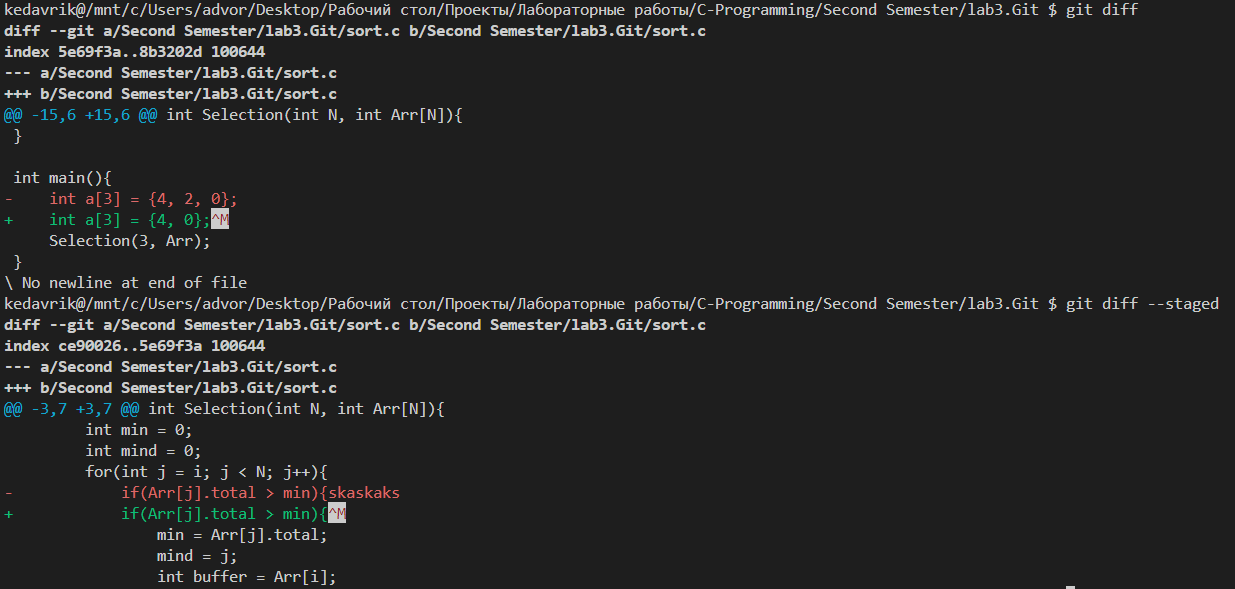 kedavrik@/mnt/c/Users/advor/Desktop/Рабочий стол/Проекты/Лабораторные работы/C-Programming/Second Semester/lab3.Git $ git diff
diff --git a/Second Semester/lab3.Git/sort.c b/Second Semester/lab3.Git/sort.c
index 5e69f3a..8b3202d 100644
--- a/Second Semester/lab3.Git/sort.c
+++ b/Second Semester/lab3.Git/sort.c
@@ -15,6 +15,6 @@ int Selection(int N, int Arr[N]){
 }

 int main(){
-    int a[3] = {4, 2, 0};
+    int a[3] = {4, 0};^M
     Selection(3, Arr);
 }
\ No newline at end of file
kedavrik@/mnt/c/Users/advor/Desktop/Рабочий стол/Проекты/Лабораторные работы/C-Programming/Second Semester/lab3.Git $ git diff --staged
diff --git a/Second Semester/lab3.Git/sort.c b/Second Semester/lab3.Git/sort.c
index ce90026..5e69f3a 100644
--- a/Second Semester/lab3.Git/sort.c
+++ b/Second Semester/lab3.Git/sort.c
@@ -3,7 +3,7 @@ int Selection(int N, int Arr[N]){
         int min = 0;
         int mind = 0;
         for(int j = i; j < N; j++){
-            if(Arr[j].total > min){skaskaks
+            if(Arr[j].total > min){^M
                 min = Arr[j].total;
                 mind = j;
                 int buffer = Arr[i];